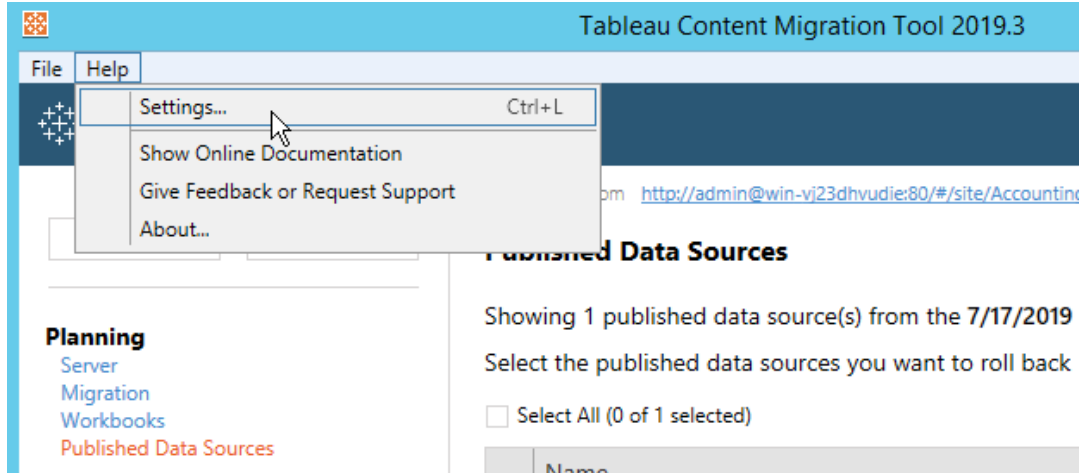 Tableau Content Migration Tool 2019.3
File Help
Settings... Ctrl+L
Show Online Documentation
Give Feedback or Request Support
About...
http://admin@win-vj23dhvudie:80/#/site/Accounting
Published Data Sources
Showing 1 published data source(s) from the 7/17/2019
Select the published data sources you want to roll back
Select All (0 of 1 selected)
Name
Planning
Server
Migration
Workbooks
Published Data Sources